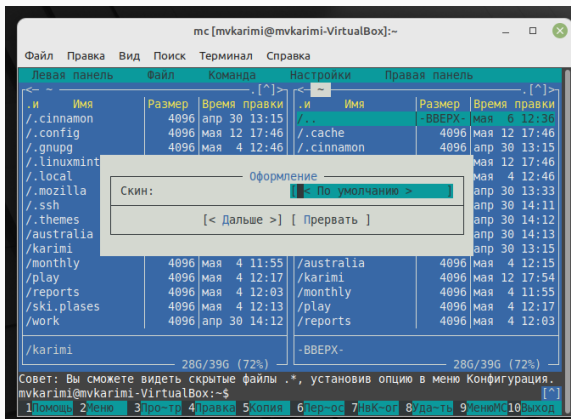 mc [mvkarimi@mvkarimi-VirtualBox]:~
Файл Правка Вид Поиск Терминал Справка
Левая панель Файл Команда Настройки Правая панель
<— ~ .[^]> <— ~ .[^]>
.и Имя Размер Время правки .и Имя Размер Время правки
/.cinnamon 4096 апр 30 13:15 /.. -ВВЕРХ- мая 6 12:36
/.config 4096 мая 12 17:46 /.cache 4096 мая 12 17:46
/.gnupg 4096 мая 4 12:46 /.cinnamon 4096 апр 30 13:15
/.linuxmint мая 12 17:46
/.local Оформление мая 4 12:46
/.mozilla Скин: [< По умолчанию > ] апр 30 13:33
/.ssh апр 30 14:11
/.themes [< Дальше >] [ Прервать ] апр 30 14:12
/australia апр 30 14:13
/karimi апр 30 13:15
/monthly 4096 мая 4 11:55 /australia 4096 мая 4 12:15
/play 4096 мая 4 12:17 /karimi 4096 мая 12 17:54
/reports 4096 мая 4 12:03 /monthly 4096 мая 4 11:55
/ski.plases 4096 мая 4 12:13 /play 4096 мая 4 12:17
/work 4096 апр 30 14:12 /reports 4096 мая 4 12:03
/karimi -ВВЕРХ-
28G/39G (72%) 28G/39G (72%)
Совет: Вы сможете видеть скрытые файлы .*, установив опцию в меню Конфигурация.
mvkarimi@mvkarimi-VirtualBox:~$ [^]
1Помощь 2Меню 3Про~тр 4Правка 5Копия 6Пер~ос 7НвК~ог 8Уда~ть 9МенюMC 10Выход